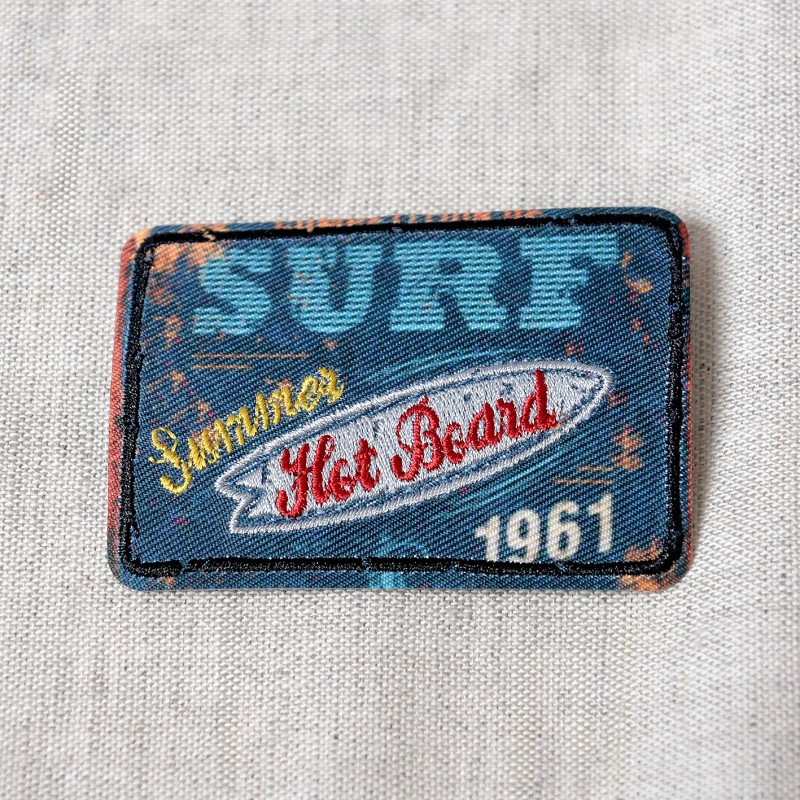 SURF
Summer
Hot Board
1961